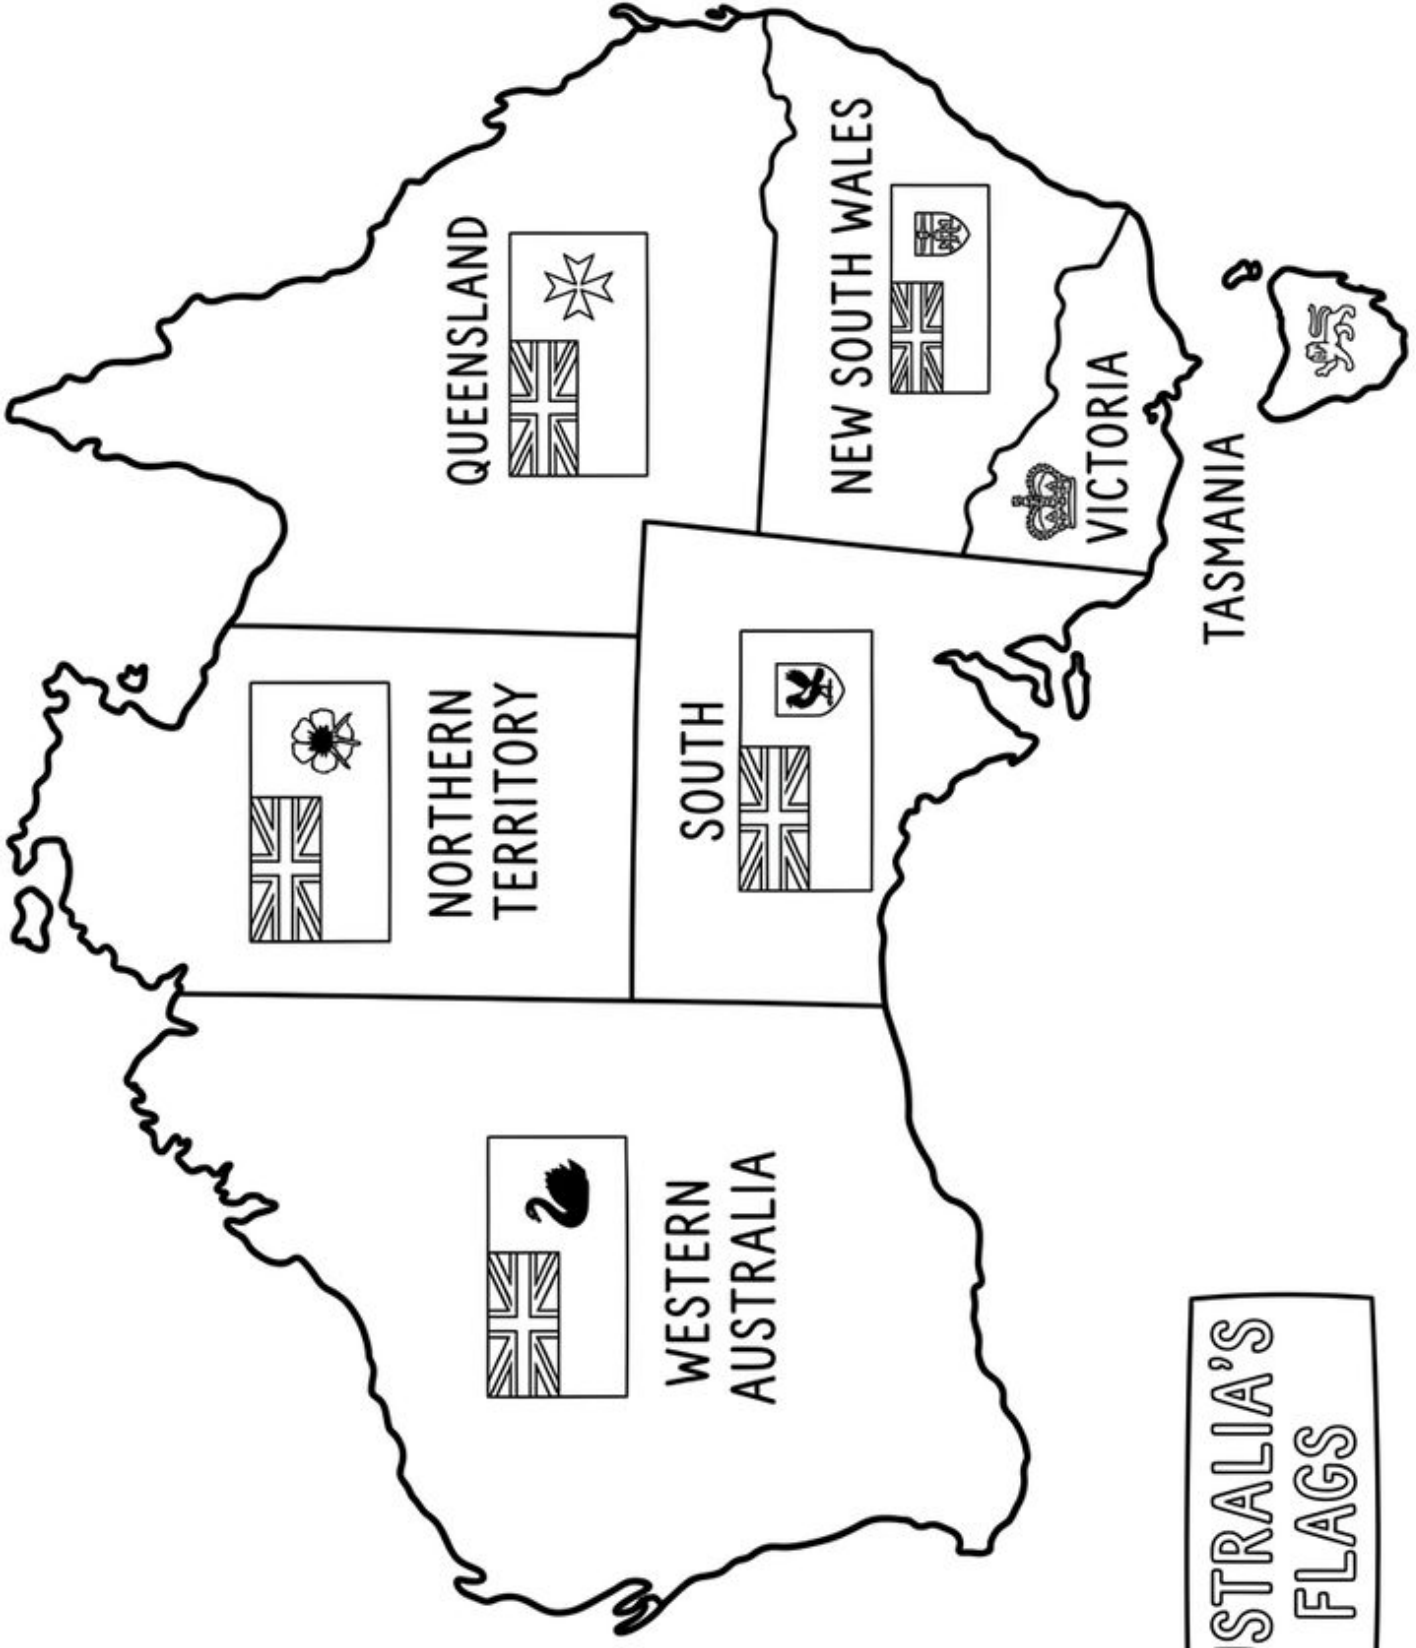 QUEENSLAND
NEW SOUTH WALES
VICTORIA
TASMANIA
NORTHERN
TERRITORY
SOUTH
WESTERN
AUSTRALIA
STRALIA'S
FLAGS